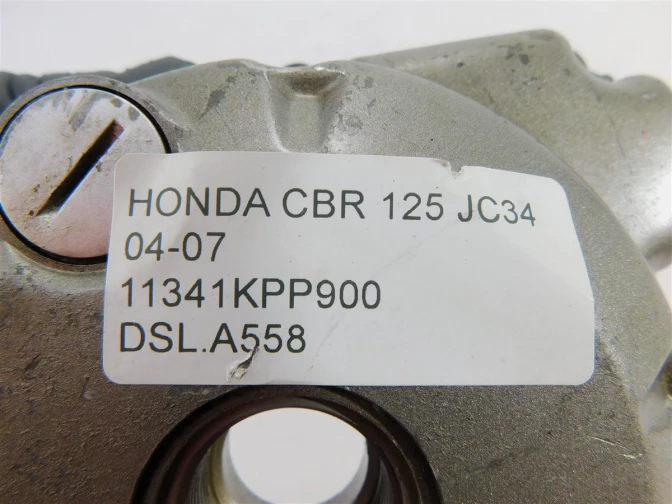 HONDA CBR 125 JC34
04-07
11341KPP900
DSL.A558